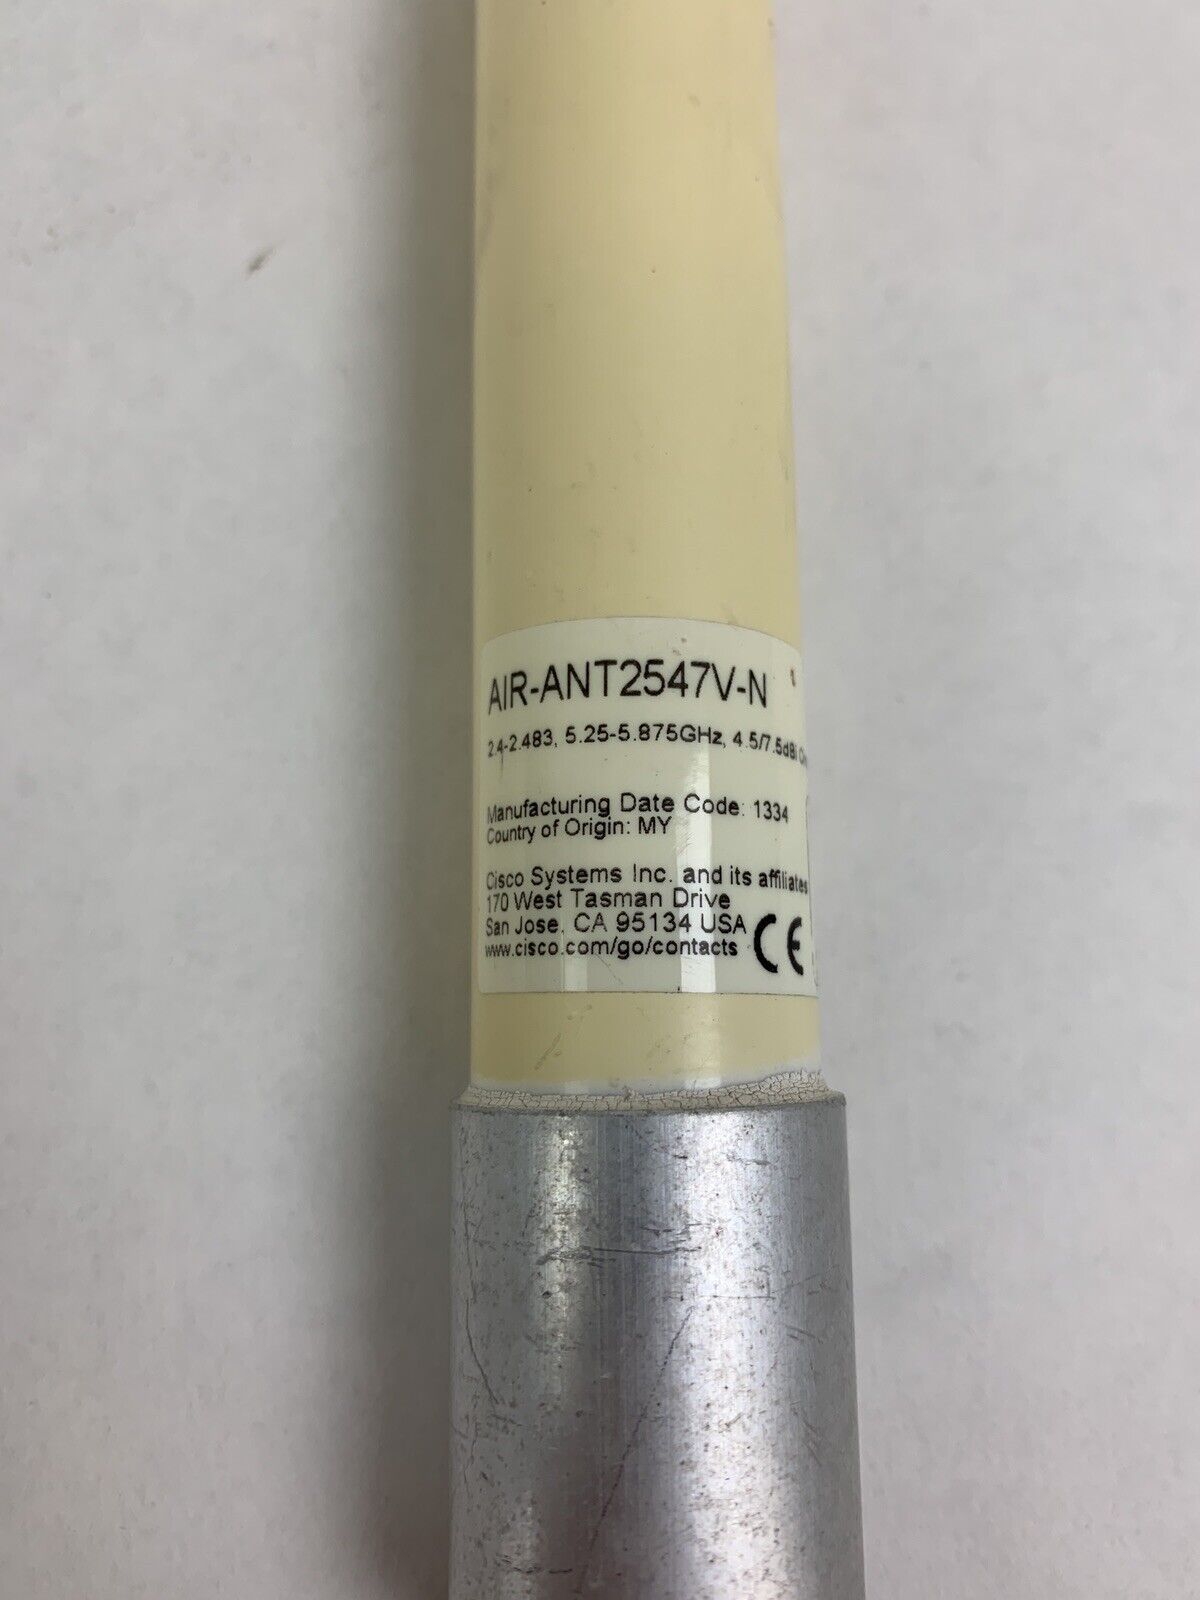 AIR-ANT2547V-N
2.4-2.483, 5.25-5.875GHz, 4.5/7.5dBi
Manufacturing Date Code: 1334
Country of Origin: MY
Cisco Systems Inc. and its affiliates
170 West Tasman Drive
San Jose, CA 95134 USA
www.cisco.com/go/contacts
CE